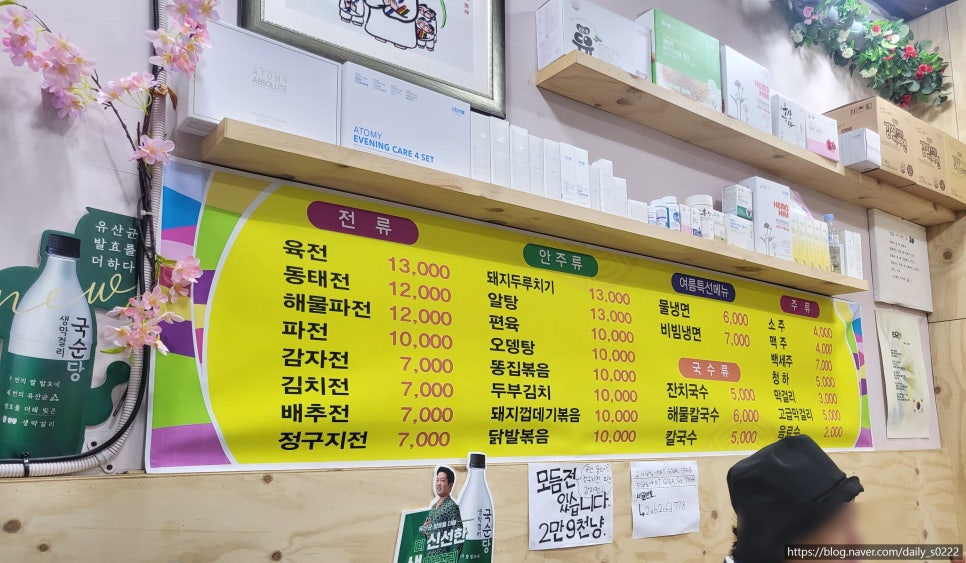 ATOMY
ABSOLUTE
ATOMY
EVENING CARE 4 SET
HEMO
HIM
HEMO
HIM
유산균
발효를
더하다
new
국순당
생막걸리
전 류
육전 13,000
동태전 12,000
해물파전 12,000
파전 10,000
감자전 7,000
김치전 7,000
배추전 7,000
정구지전 7,000
안주류
돼지두루치기 13,000
알탕 13,000
편육 10,000
오뎅탕 10,000
똥집볶음 10,000
두부김치 10,000
돼지껍데기볶음 10,000
닭발볶음 10,000
여름특선메뉴
물냉면 6,000
비빔냉면 7,000
국수류
잔치국수 5,000
해물칼국수 6,000
칼국수 5,000
주 류
소 주 4,000
맥 주 4,000
백세주 7,000
청 하 5,000
막걸리 3,000
고급막걸리 5,000
음료수 2,000
모듬전
있습니다.
2만9천냥.
신선한
국순당
https://blog.naver.com/daily_s0222